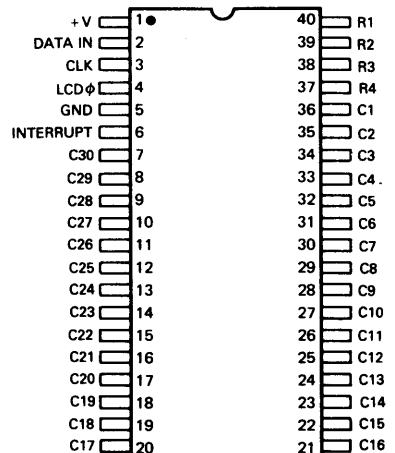 +V 1 40 R1
DATA IN 2 39 R2
CLK 3 38 R3
LCDϕ 4 37 R4
GND 5 36 C1
INTERRUPT 6 35 C2
C30 7 34 C3
C29 8 33 C4
C28 9 32 C5
C27 10 31 C6
C26 11 30 C7
C25 12 29 C8
C24 13 28 C9
C23 14 27 C10
C22 15 26 C11
C21 16 25 C12
C20 17 24 C13
C19 18 23 C14
C18 19 22 C15
C17 20 21 C16